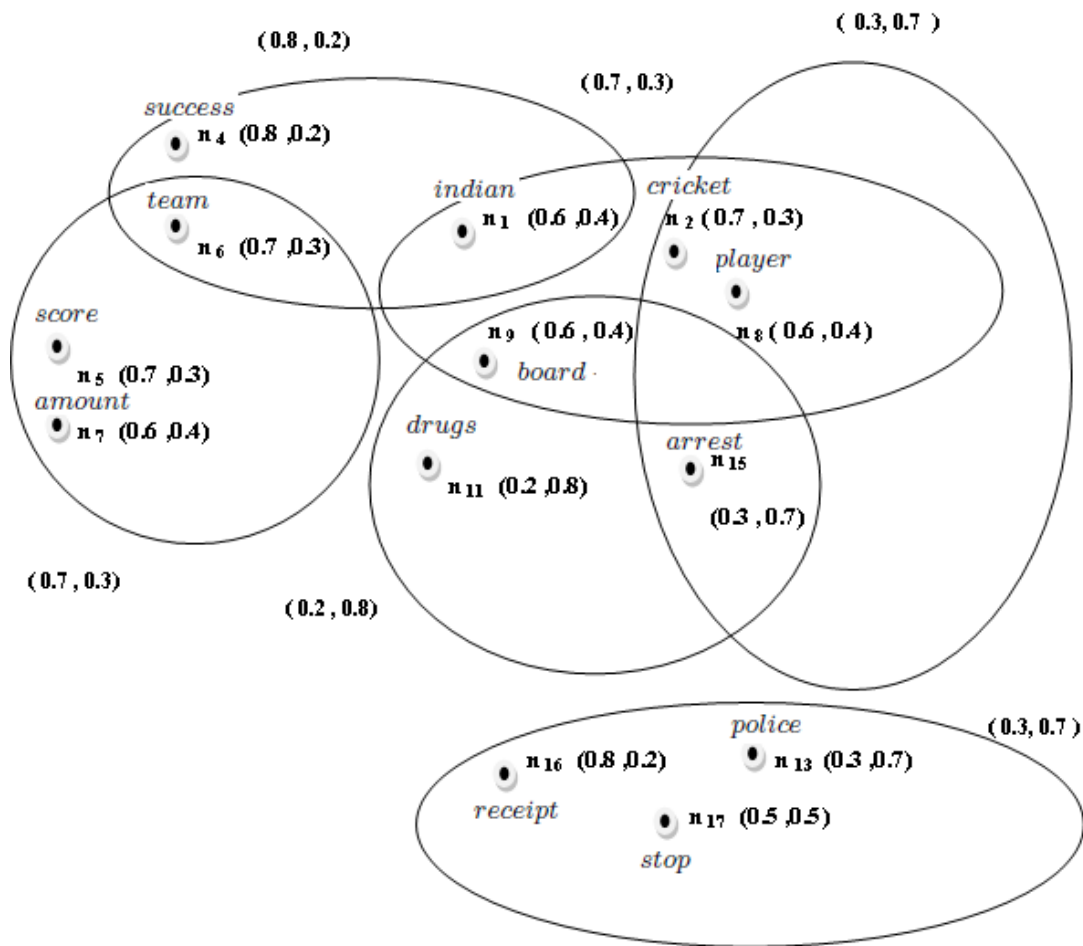 ( 0.3, 0.7 )
( 0.8 , 0.2)
( 0.7 , 0.3)
success
n 4 (0.8 ,0.2)
team
n 6 (0.7 ,0.3)
indian
n 1 (0.6 ,0.4)
cricket
n 2 ( 0.7 , 0.3)
player
n 8 ( 0.6 , 0.4)
score
n 5 (0.7 ,0.3)
amount
n 7 (0.6 ,0.4)
n 9 ( 0.6 , 0.4)
board
drugs
n 11 (0.2 ,0.8)
arrest
n 15
(0.3 , 0.7)
( 0.7 , 0.3)
( 0.2 , 0.8)
( 0.3, 0.7 )
police
n 13 (0.3 ,0.7)
n 16 (0.8 ,0.2)
receipt
n 17 (0.5 ,0.5)
stop